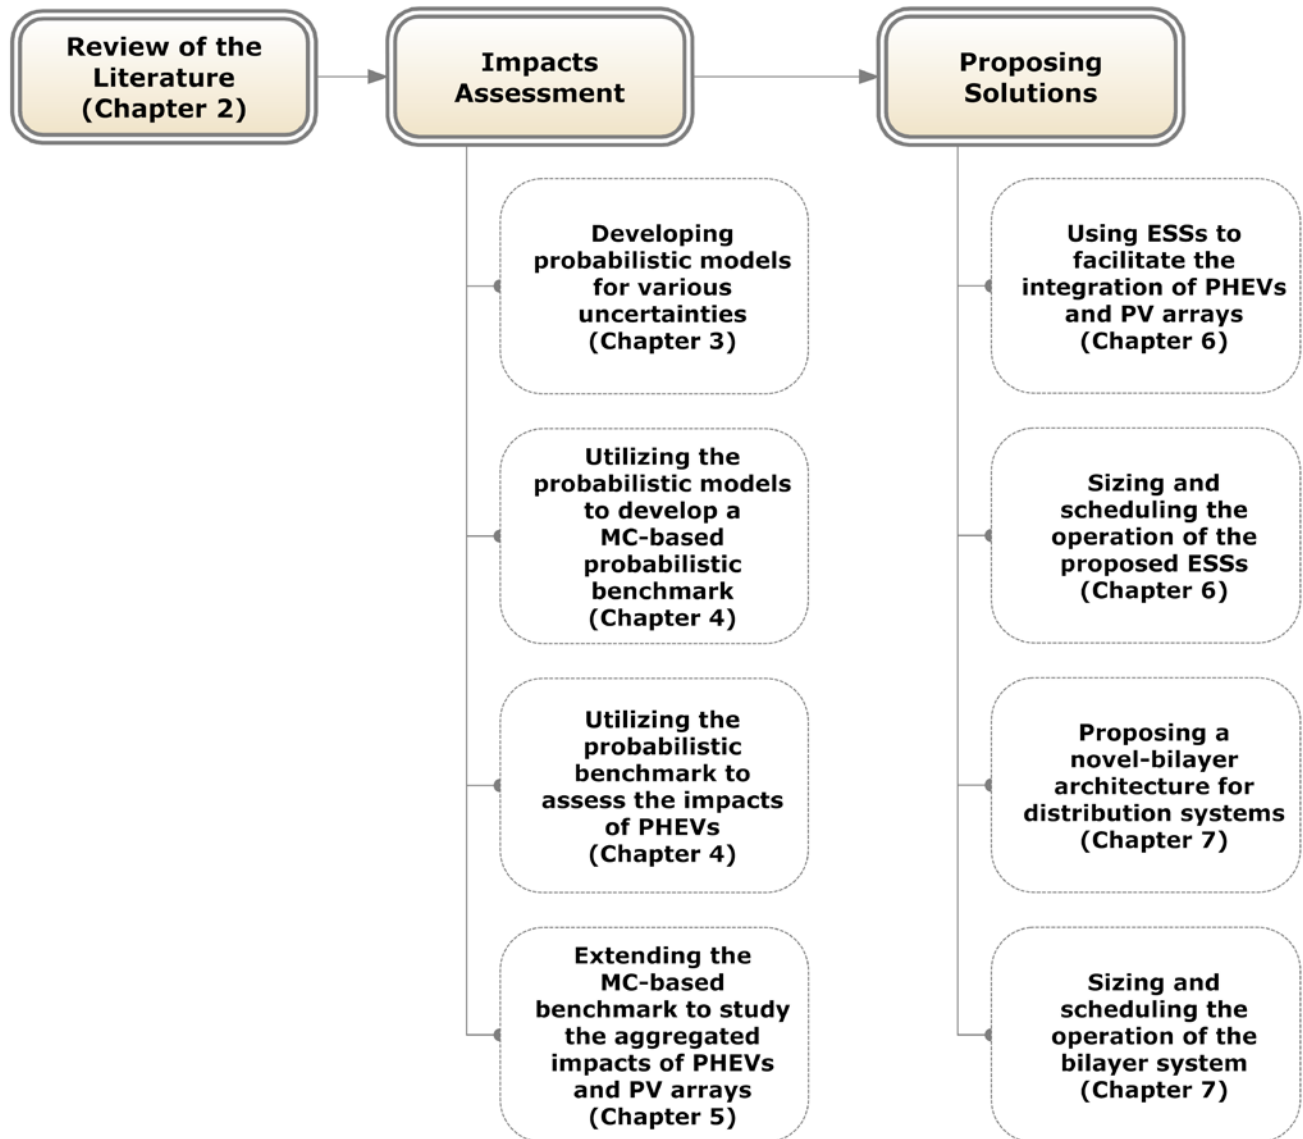 Review of the
Literature
(Chapter 2)
Impacts
Assessment
Proposing
Solutions
Developing
probabilistic models
for various
uncertainties
(Chapter 3)
Utilizing the
probabilistic models
to develop a
MC-based
probabilistic
benchmark
(Chapter 4)
Utilizing the
probabilistic
benchmark to
assess the impacts
of PHEVs
(Chapter 4)
Extending the
MC-based
benchmark to study
the aggregated
impacts of PHEVs
and PV arrays
(Chapter 5)
Using ESSs to
facilitate the
integration of PHEVs
and PV arrays
(Chapter 6)
Sizing and
scheduling the
operation of the
proposed ESSs
(Chapter 6)
Proposing a
novel-bilayer
architecture for
distribution systems
(Chapter 7)
Sizing and
scheduling the
operation of the
bilayer system
(Chapter 7)